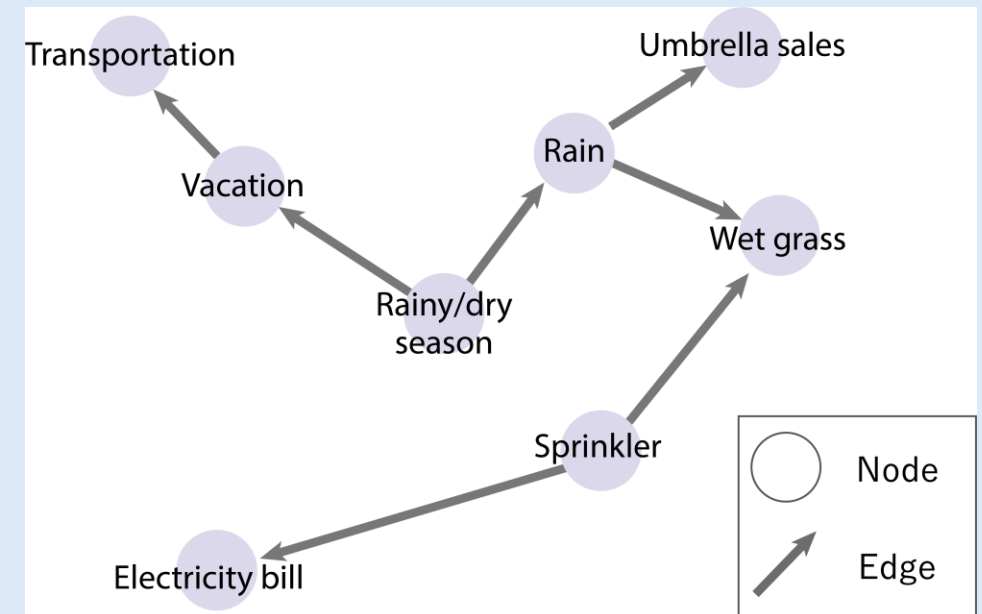 Transportation
Umbrella sales
Rain
Vacation
Wet grass
Rainy/dry
season
Sprinkler
Electricity bill
Node
Edge